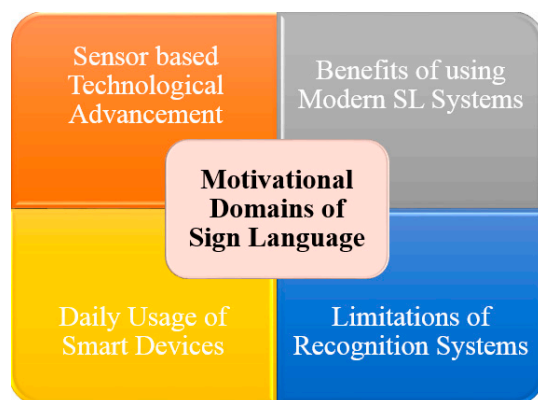 Sensor based
Technological
Advancement
Benefits of using
Modern SL Systems
Motivational
Domains of
Sign Language
Daily Usage of
Smart Devices
Limitations of
Recognition Systems